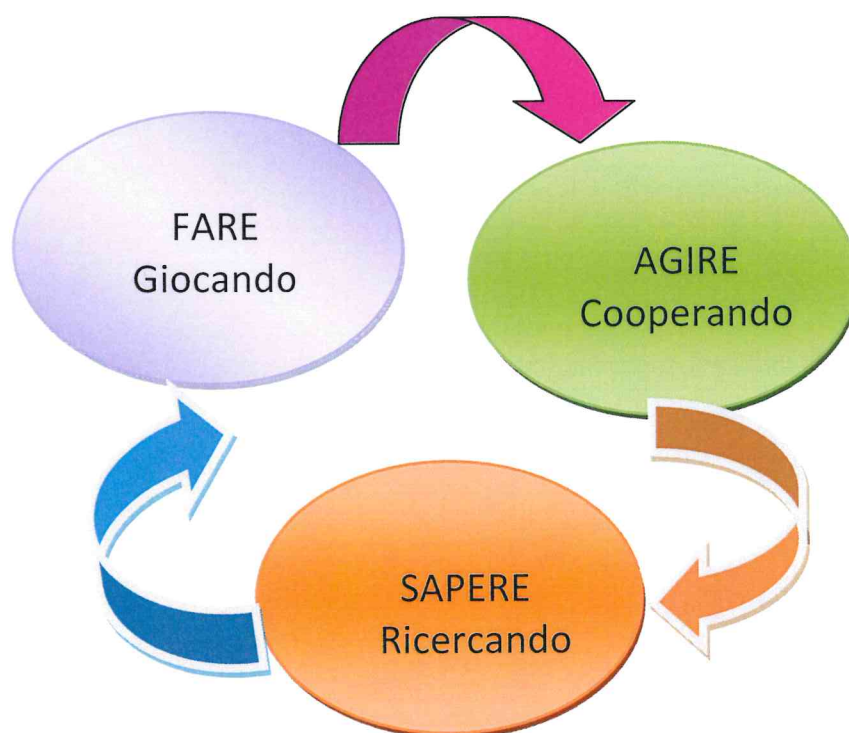 FARE
Giocando
AGIRE
Cooperando
SAPERE
Ricercando